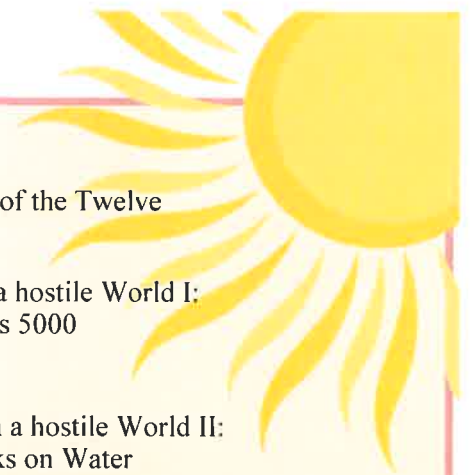 of the Twelve
a hostile World I:
s 5000
a hostile World II:
ks on Water